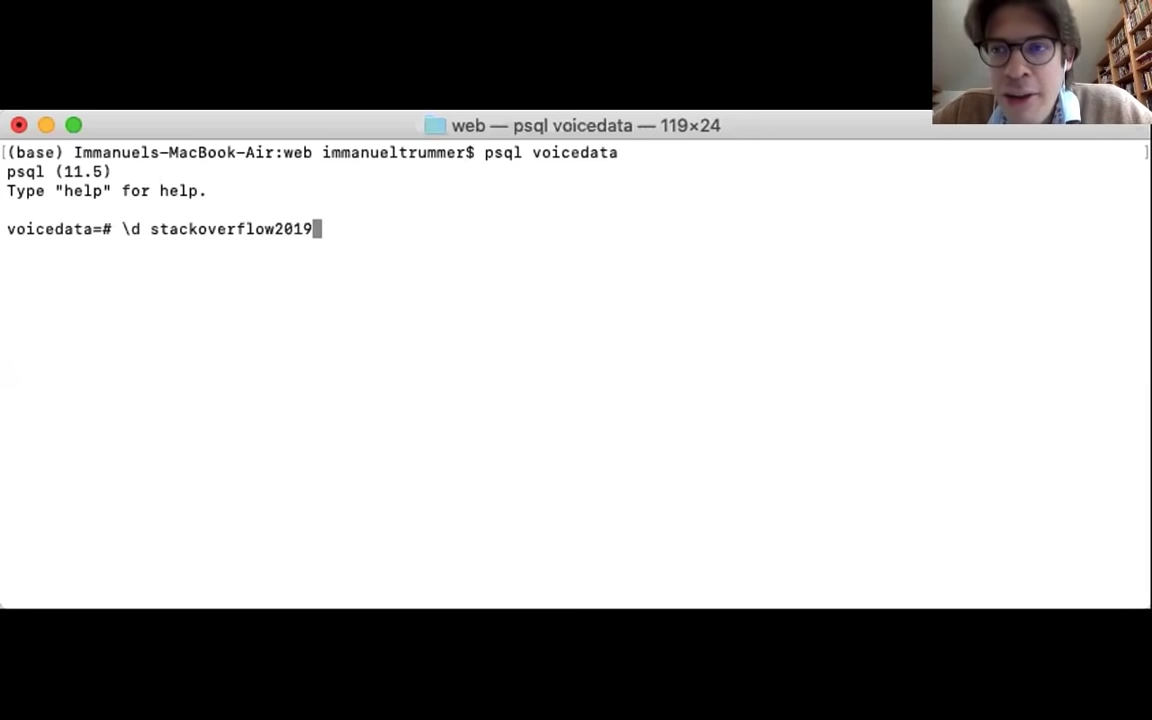 web — psql voicedata — 119×24
[(base) Immanuels-MacBook-Air:web immanueltrummer$ psql voicedata ]
psql (11.5)
Type "help" for help.
voicedata=# \d stackoverflow2019